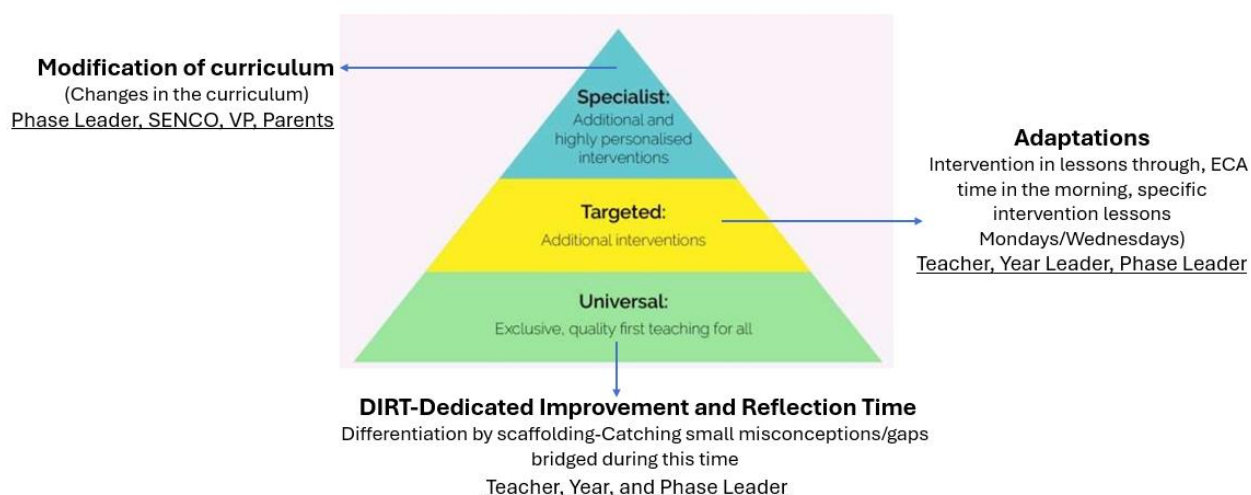 Modification of curriculum
(Changes in the curriculum)
Phase Leader, SENCO, VP, Parents
Specialist:
Additional and
highly personalised
interventions
Adaptations
Intervention in lessons through, ECA
time in the morning, specific
intervention lessons
Mondays/Wednesdays)
Teacher, Year Leader, Phase Leader
Targeted:
Additional interventions
Universal:
Exclusive, quality first teaching for all
DIRT-Dedicated Improvement and Reflection Time
Differentiation by scaffolding-Catching small misconceptions/gaps
bridged during this time
Teacher, Year, and Phase Leader